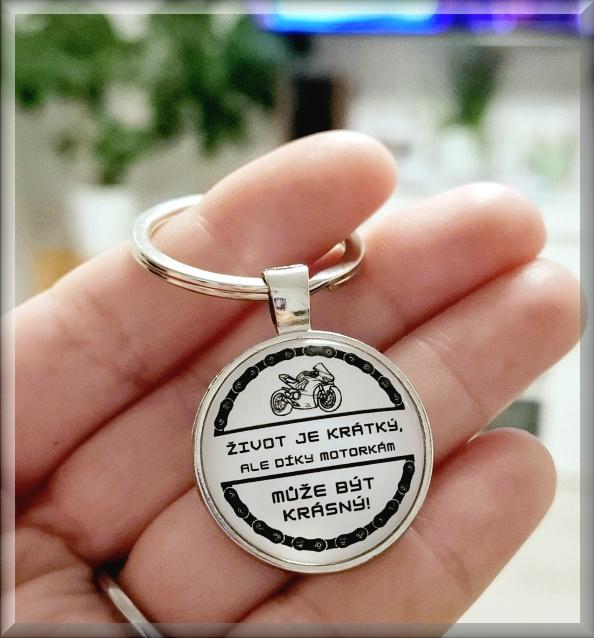 ŽIVOT JE KRÁTKÝ,
ALE DÍKY MOTORKÁM
MŮŽE BÝT
KRÁSNÝ!